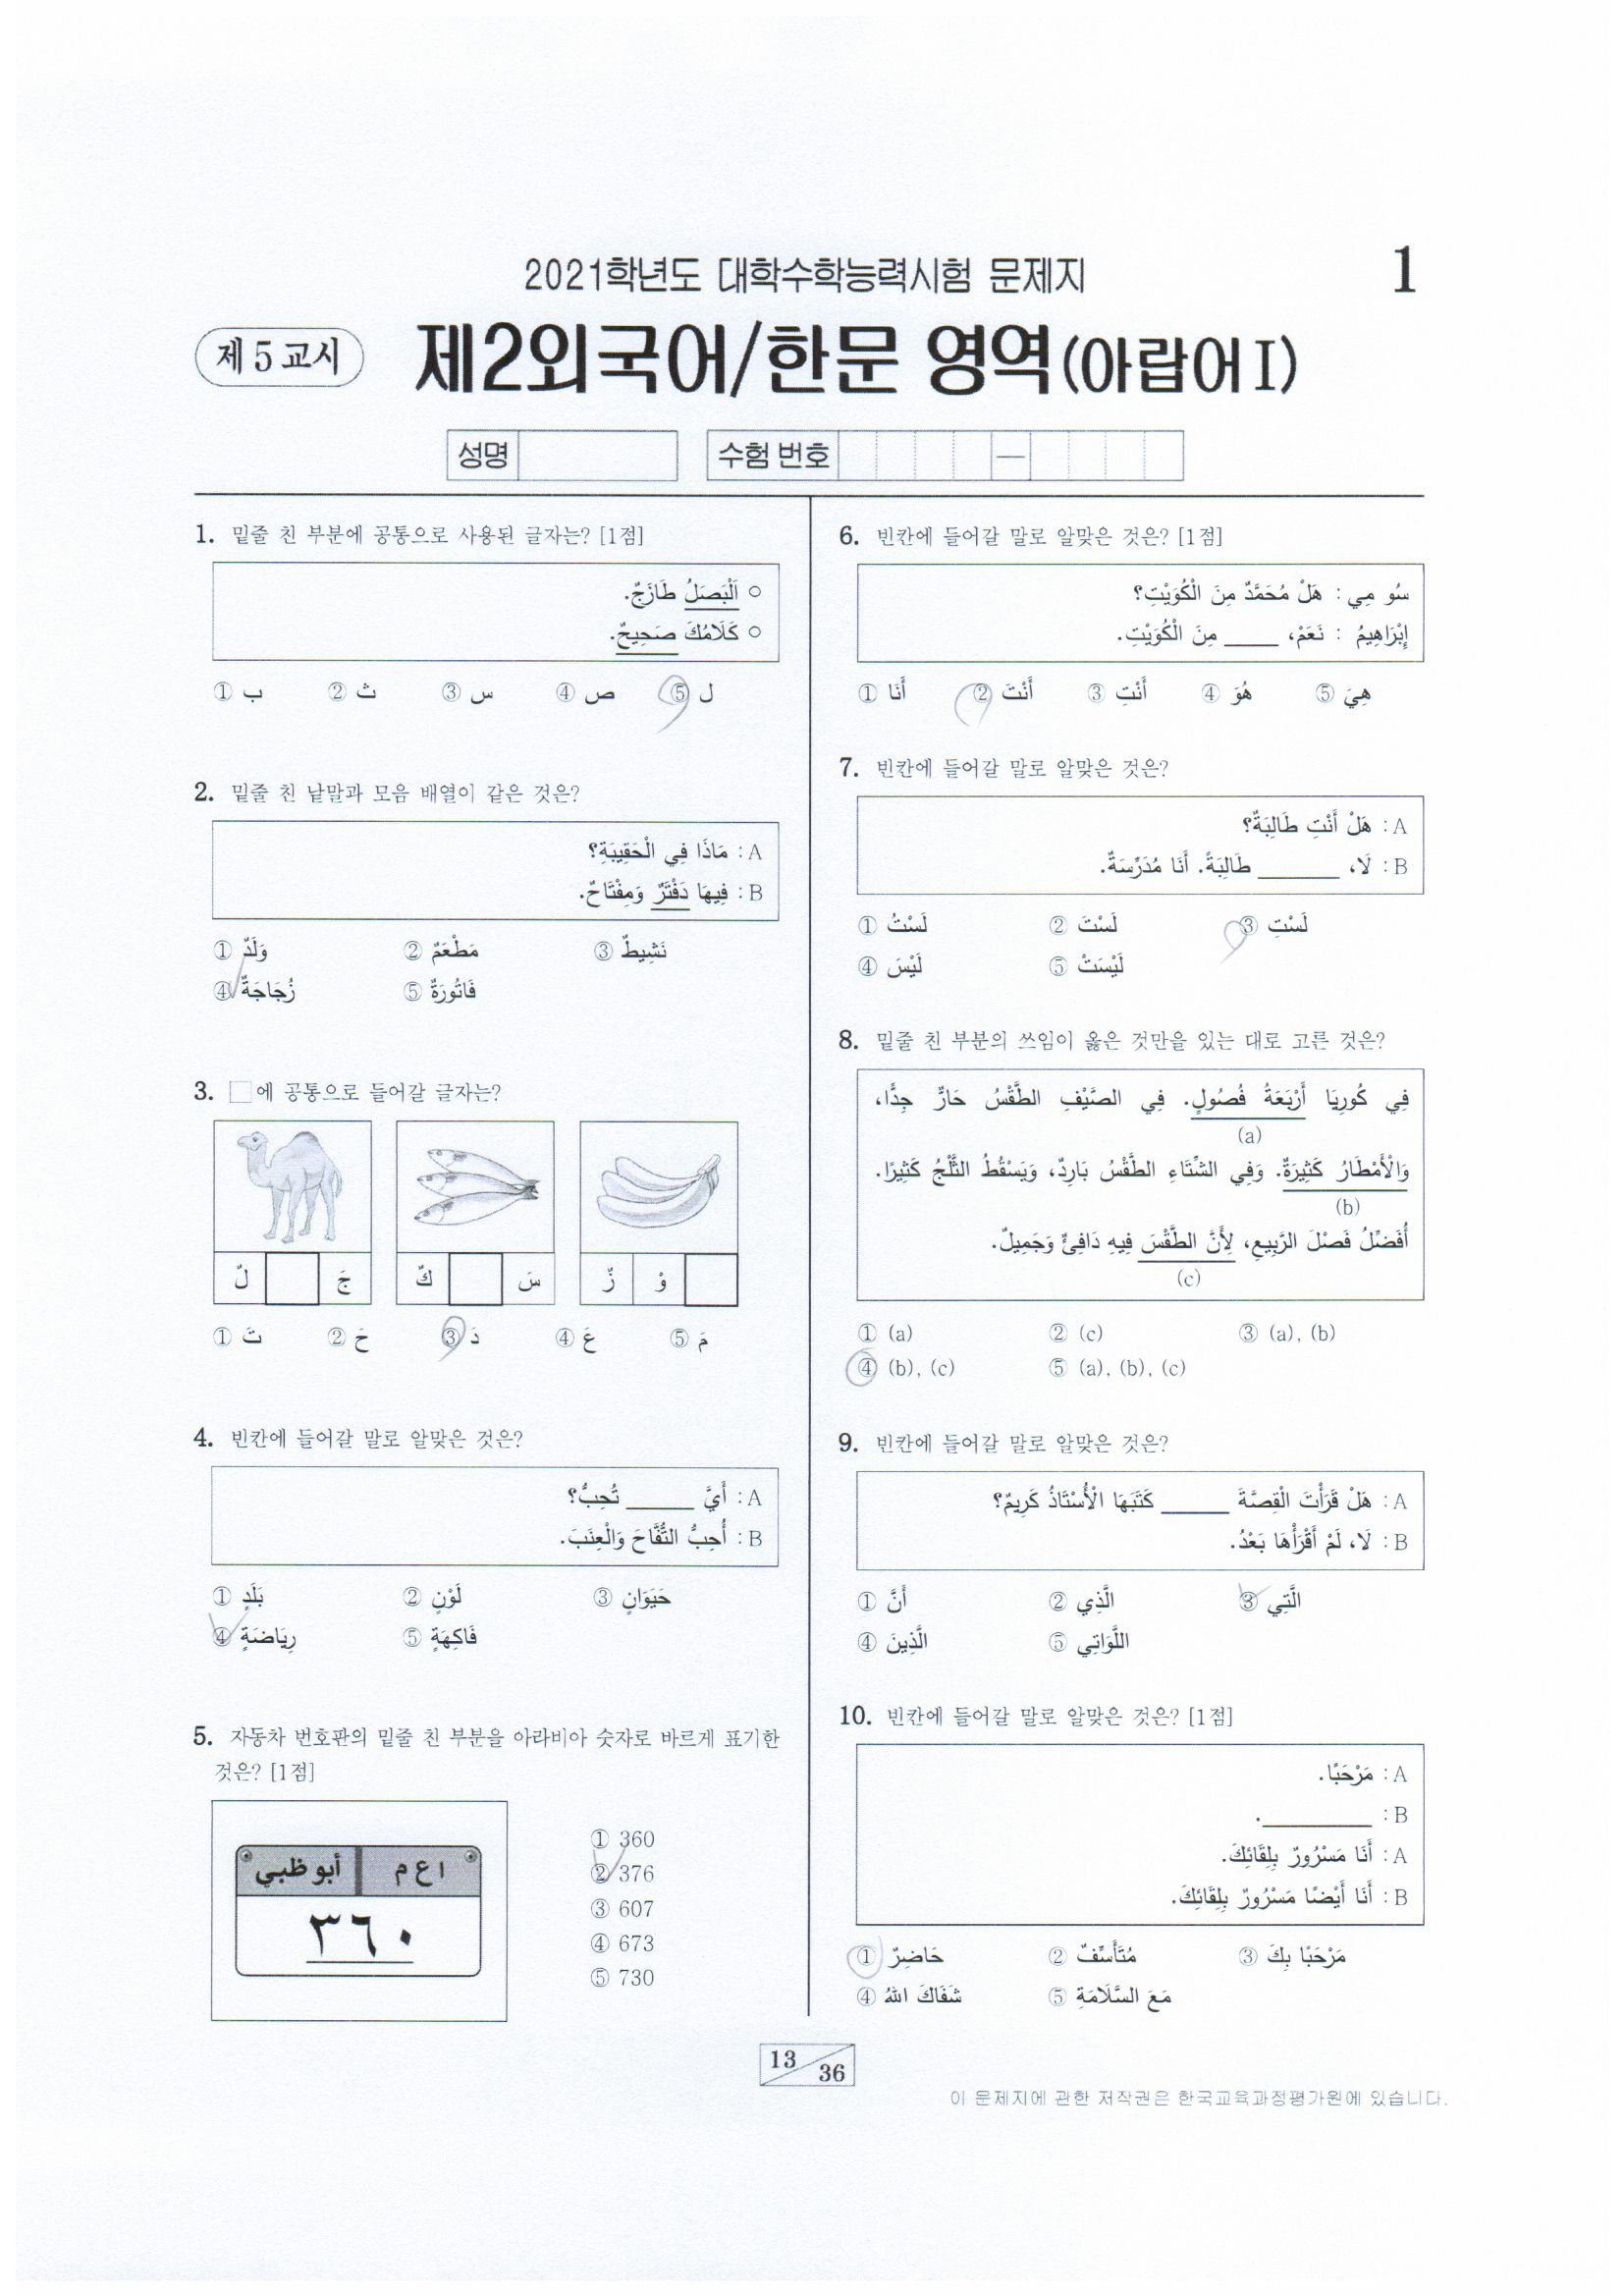 2021학년도 대학수학능력시험 문제지
1
제 5 교시
제2외국어/한문 영역(아랍어 I)
성명
수험 번호
—
1. 밑줄 친 부분에 공통으로 사용된 글자는? [1점]
○ اَلْبَصَلُ طَازَجٌ.
○ كَلَامُكَ صَحِيحٌ.
① ب ② ث ③ س ④ ص ⑤ ل
2. 밑줄 친 낱말과 모음 배열이 같은 것은?
A : مَاذَا فِي الْحَقِيبَةِ؟
B : فِيهَا دَفْتَرٌ وَمِفْتَاحٌ.
① وَلَدٌ ② مَطْعَمٌ ③ نَشِيطٌ
④ زُجَاجَةٌ ⑤ فَاتُورَةٌ
3. □에 공통으로 들어갈 글자는?
جَ لٌ
سَ كٌ
وْ زٌ
① تَ ② حَ ③ دَ ④ عَ ⑤ مَ
4. 빈칸에 들어갈 말로 알맞은 것은?
A : أَيَّ _____ تُحِبُّ؟
B : أُحِبُّ التُّفَّاحَ وَالْعِنَبَ.
① بَلَدٍ ② لَوْنٍ ③ حَيَوَانٍ
④ رِيَاضَةٍ ⑤ فَاكِهَةٍ
5. 자동차 번호판의 밑줄 친 부분을 아라비아 숫자로 바르게 표기한
것은? [1점]
أبو ظبي
١ ع م
٣٦٠
① 360
② 376
③ 607
④ 673
⑤ 730
6. 빈칸에 들어갈 말로 알맞은 것은? [1점]
سُو مِي : هَلْ مُحَمَّدٌ مِنَ الْكُوَيْتِ؟
إِبْرَاهِيمُ : نَعَمْ، ____ مِنَ الْكُوَيْتِ.
① أَنَا ② أَنْتَ ③ أَنْتِ ④ هُوَ ⑤ هِيَ
7. 빈칸에 들어갈 말로 알맞은 것은?
A : هَلْ أَنْتِ طَالِبَةٌ؟
B : لَا، ______ طَالِبَةً. أَنَا مُدَرِّسَةٌ.
① لَسْتُ ② لَسْتَ ③ لَسْتِ
④ لَيْسَ ⑤ لَيْسَتْ
8. 밑줄 친 부분의 쓰임이 옳은 것만을 있는 대로 고른 것은?
فِي كُورِيَا أَرْبَعَةُ فُصُولٍ. فِي الصَّيْفِ الطَّقْسُ حَارٌّ جِدًّا،
(a)
وَالْأَمْطَارُ كَثِيرَةٌ. وَفِي الشِّتَاءِ الطَّقْسُ بَارِدٌ، وَيَسْقُطُ الثَّلْجُ كَثِيرًا.
(b)
أُفَضِّلُ فَصْلَ الرَّبِيعِ، لِأَنَّ الطَّقْسَ فِيهِ دَافِئٌ وَجَمِيلٌ.
(c)
① (a) ② (c) ③ (a), (b)
④ (b), (c) ⑤ (a), (b), (c)
9. 빈칸에 들어갈 말로 알맞은 것은?
A : هَلْ قَرَأْتَ الْقِصَّةَ _____ كَتَبَهَا الْأُسْتَاذُ كَرِيمٌ؟
B : لَا، لَمْ أَقْرَأْهَا بَعْدُ.
① أَنَّ ② الَّذِي ③ الَّتِي
④ الَّذِينَ ⑤ اللَّوَاتِي
10. 빈칸에 들어갈 말로 알맞은 것은? [1점]
A : مَرْحَبًا.
B : ________.
A : أَنَا مَسْرُورٌ بِلِقَائِكَ.
B : أَنَا أَيْضًا مَسْرُورٌ بِلِقَائِكَ.
① حَاضِرٌ ② مُتَأَسِّفٌ ③ مَرْحَبًا بِكَ
④ شَفَاكَ اللهُ ⑤ مَعَ السَّلَامَةِ
13 36
이 문제지에 관한 저작권은 한국교육과정평가원에 있습니다.